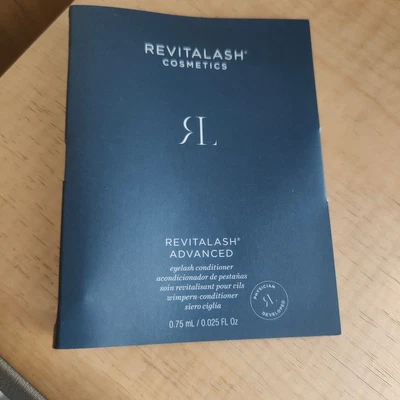 REVITALASH®
COSMETICS
RL
REVITALASH®
ADVANCED
eyelash conditioner
acondicionador de pestañas
soin revitalisant pour cils
wimpern-conditioner
siero ciglia
0.75 mL / 0.025 FL Oz
PHYSICIAN
RL
DEVELOPED